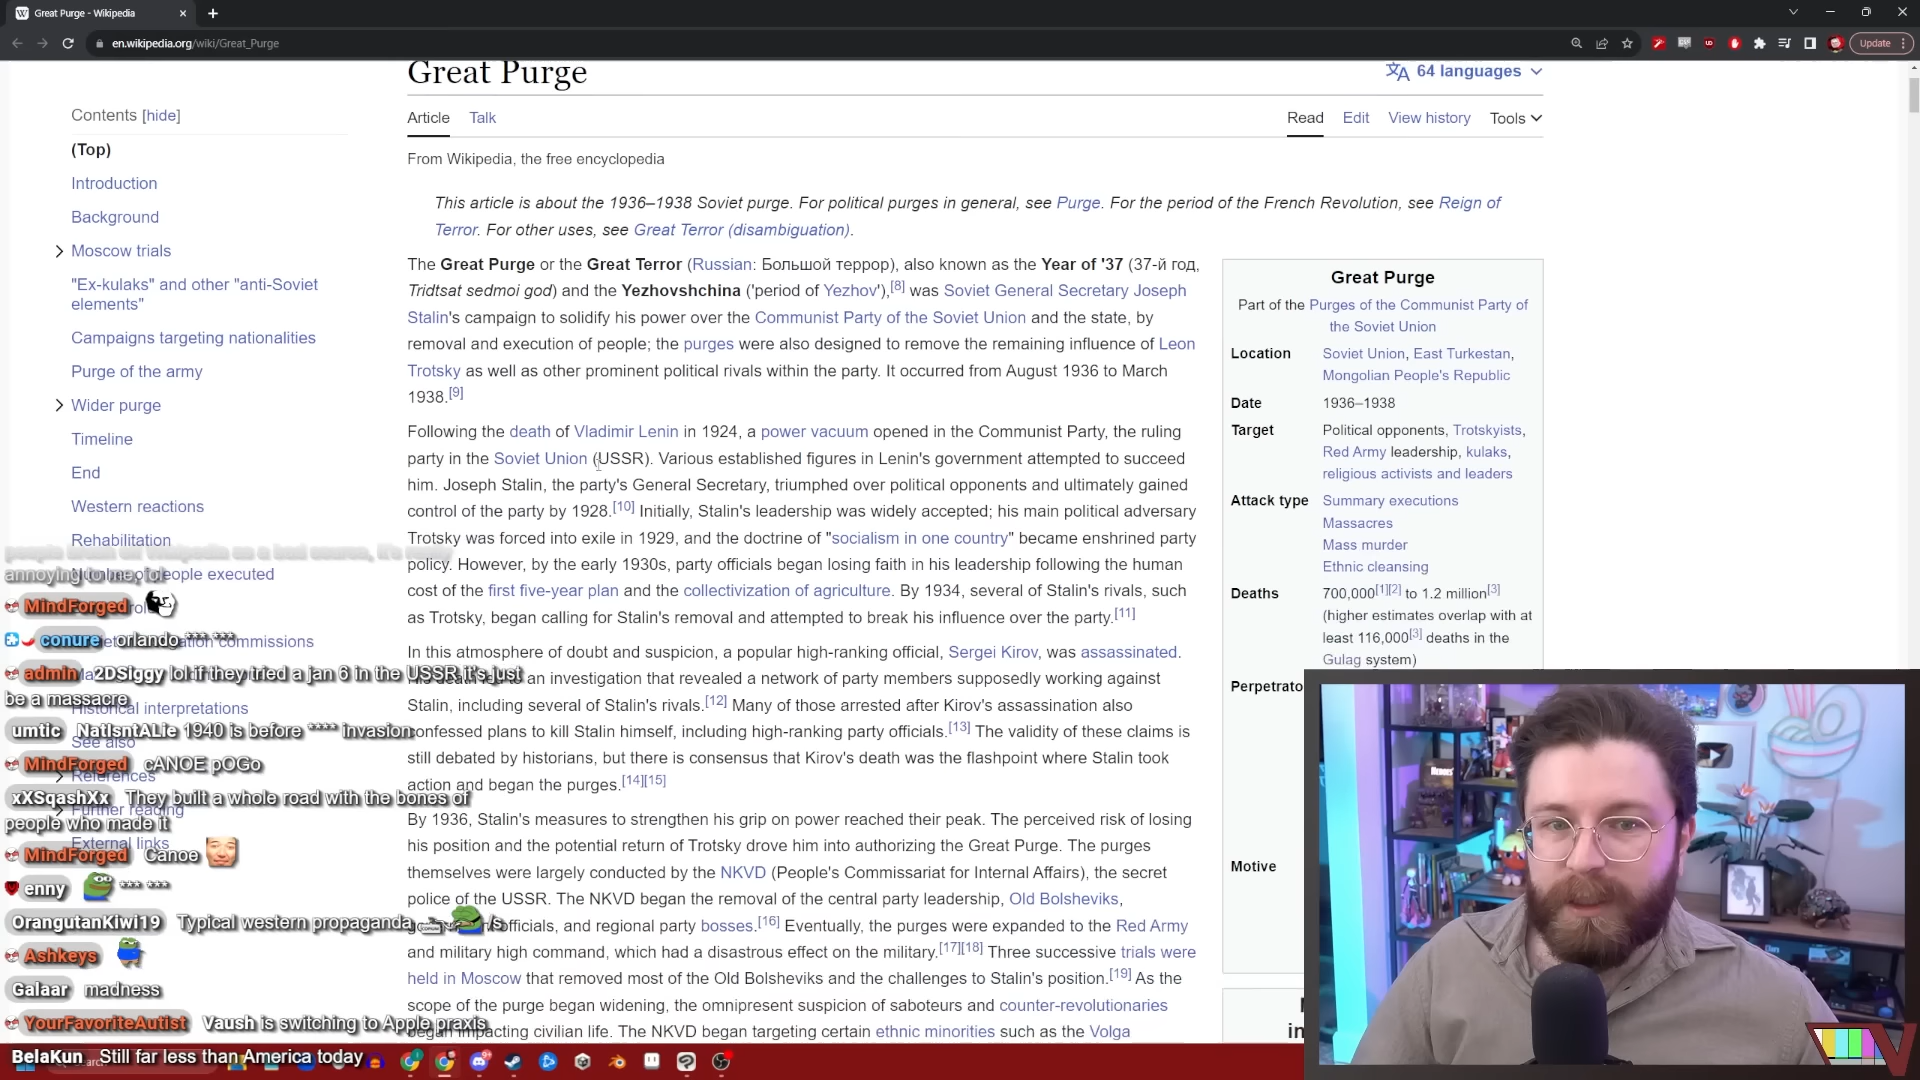 Great Purge - Wikipedia
en.wikipedia.org/wiki/Great_Purge
Update
Great Purge
64 languages
Contents [hide]
(Top)
Introduction
Background
Moscow trials
"Ex-kulaks" and other "anti-Soviet
elements"
Campaigns targeting nationalities
Purge of the army
Wider purge
Timeline
End
Western reactions
Rehabilitation
people executed
Historical interpretations
See also
References
Further reading
External links
Article Talk
Read Edit View history Tools
From Wikipedia, the free encyclopedia
This article is about the 1936–1938 Soviet purge. For political purges in general, see Purge. For the period of the French Revolution, see Reign of
Terror. For other uses, see Great Terror (disambiguation).
The Great Purge or the Great Terror (Russian: Большой террор), also known as the Year of '37 (37-й год,
Tridtsat sedmoi god) and the Yezhovshchina ('period of Yezhov'),[8] was Soviet General Secretary Joseph
Stalin's campaign to solidify his power over the Communist Party of the Soviet Union and the state, by
removal and execution of people; the purges were also designed to remove the remaining influence of Leon
Trotsky as well as other prominent political rivals within the party. It occurred from August 1936 to March
1938.[9]
Following the death of Vladimir Lenin in 1924, a power vacuum opened in the Communist Party, the ruling
party in the Soviet Union (USSR). Various established figures in Lenin's government attempted to succeed
him. Joseph Stalin, the party's General Secretary, triumphed over political opponents and ultimately gained
control of the party by 1928.[10] Initially, Stalin's leadership was widely accepted; his main political adversary
Trotsky was forced into exile in 1929, and the doctrine of "socialism in one country" became enshrined party
policy. However, by the early 1930s, party officials began losing faith in his leadership following the human
cost of the first five-year plan and the collectivization of agriculture. By 1934, several of Stalin's rivals, such
as Trotsky, began calling for Stalin's removal and attempted to break his influence over the party.[11]
In this atmosphere of doubt and suspicion, a popular high-ranking official, Sergei Kirov, was assassinated.
an investigation that revealed a network of party members supposedly working against
Stalin, including several of Stalin's rivals.[12] Many of those arrested after Kirov's assassination also
confessed plans to kill Stalin himself, including high-ranking party officials.[13] The validity of these claims is
still debated by historians, but there is consensus that Kirov's death was the flashpoint where Stalin took
action and began the purges.[14][15]
By 1936, Stalin's measures to strengthen his grip on power reached their peak. The perceived risk of losing
his position and the potential return of Trotsky drove him into authorizing the Great Purge. The purges
themselves were largely conducted by the NKVD (People's Commissariat for Internal Affairs), the secret
police of the USSR. The NKVD began the removal of the central party leadership, Old Bolsheviks,
officials, and regional party bosses.[16] Eventually, the purges were expanded to the Red Army
and military high command, which had a disastrous effect on the military.[17][18] Three successive trials were
held in Moscow that removed most of the Old Bolsheviks and the challenges to Stalin's position.[19] As the
scope of the purge began widening, the omnipresent suspicion of saboteurs and counter-revolutionaries
began impacting civilian life. The NKVD began targeting certain ethnic minorities such as the Volga
Great Purge
Part of the Purges of the Communist Party of
the Soviet Union
Location Soviet Union, East Turkestan,
Mongolian People's Republic
Date 1936–1938
Target Political opponents, Trotskyists,
Red Army leadership, kulaks,
religious activists and leaders
Attack type Summary executions
Massacres
Mass murder
Ethnic cleansing
Deaths 700,000[1][2] to 1.2 million[3]
(higher estimates overlap with at
least 116,000[3] deaths in the
Gulag system)
Perpetrato
Motive
annoying to me, lol
MindForged
conure orlando *** ***
admin 2DSiggy lol if they tried a jan 6 in the USSR it's just
be a massacre
umtic NatIsntALie 1940 is before **** invasion
MindForged cANOE pOGo
xXSqashXx They built a whole road with the bones of
people who made it
MindForged Canoe
enny *** ***
OrangutanKiwi19 Typical western propaganda /s
Ashkeys
Galaar madness
YourFavoriteAutist Vaush is switching to Apple praxis
BelaKun Still far less than America today